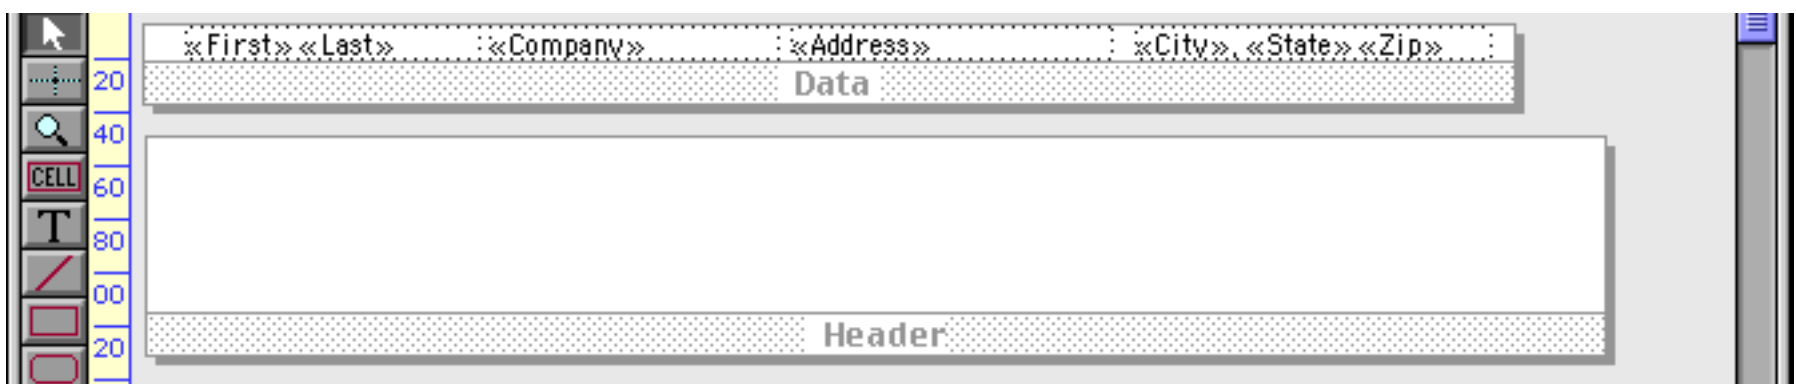 «First» «Last» «Company» «Address» «City», «State» «Zip»
20 Data
40
CELL 60
T 80
00
20 Header